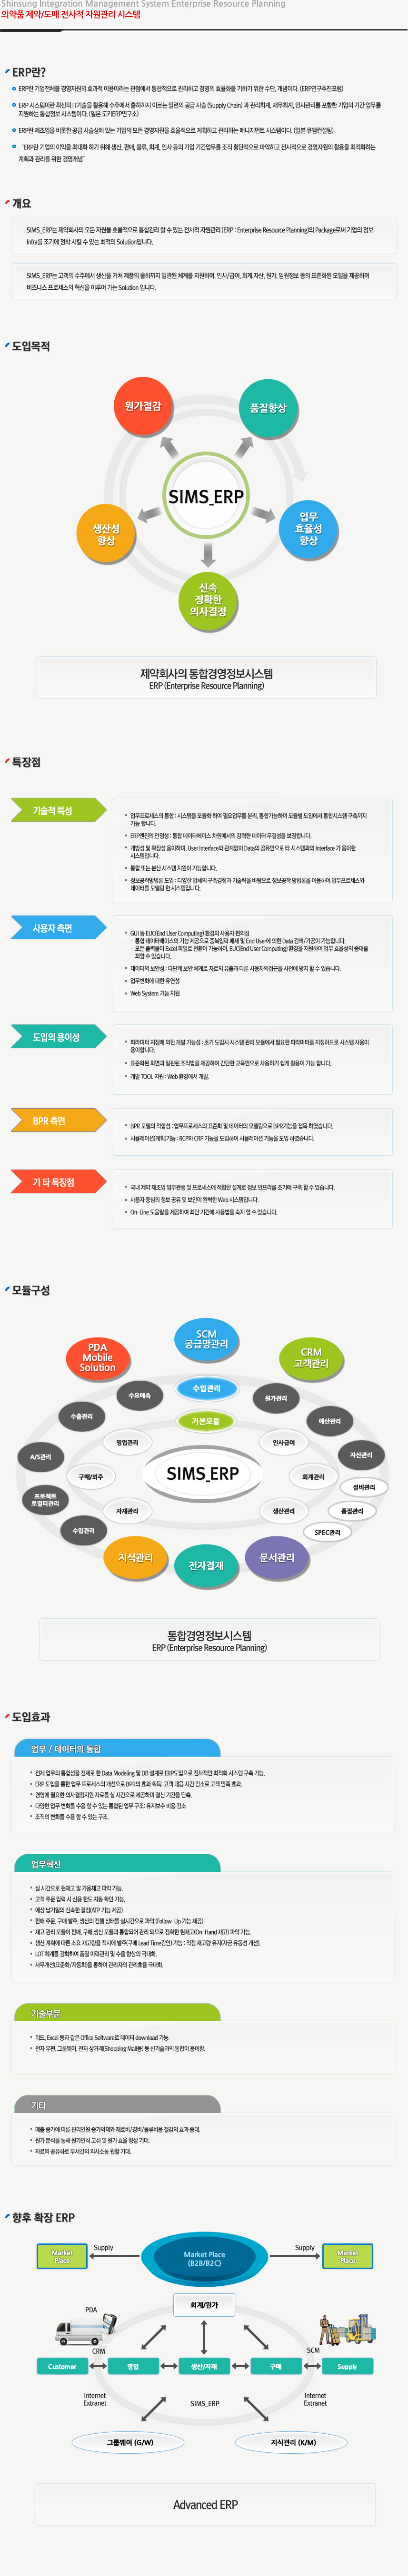 Shinsung Integration Management System Enterprise Resource Planning
의약품 제약/도매 전사적 자원관리 시스템
ERP란?
ERP란 기업전체를 경영자원의 효과적 이용이라는 관점에서 통합적으로 관리하고 경영의 효율화를 기하기 위한 수단, 개념이다. (ERP연구추진포험)
ERP 시스템이란 최신의 IT기술을 활용해 수주에서 출하까지 이르는 일련의 공급 사슬 (Supply Chain) 과 관리회계, 재무회계, 인사관리를 포함한 기업의 기간 업무를
지원하는 통합정보 시스템이다. (일본 도키ERP연구소)
ERP란 제조업을 비롯한 공급 사슬상에 있는 기업의 모든 경영자원을 효율적으로 계획하고 관리하는 매니지먼트 시스템이다. (일본 큐엠컨설팅)
"ERP란 기업의 이익을 최대화 하기 위해 생산, 판매, 물류, 회계, 인사 등의 기업 기간업무를 조직 횡단적으로 파악하고 전사적으로 경영자원의 활용을 최적화하는
계획과 관리를 위한 경영개념"
개요
SIMS_ERP는 제약회사의 모든 자원을 효율적으로 통합관리 할 수 있는 전사적 자원관리 (ERP : Enterprise Resource Planning)의 Package로써 기업의 정보
Infra를 조기에 정착 시킬 수 있는 최적의 Solution입니다.
SIMS_ERP는 고객의 수주에서 생산을 거처 제품의 출하까지 일관된 체계를 지원하며, 인사/급여, 회계,자산, 원가, 임원정보 등의 표준화된 모델을 제공하며
비즈니스 프로세스의 혁신을 이루어 가는 Solution 입니다.
도입목적
원가절감
품질향상
SIMS_ERP
생산성
향상
업무
효율성
향상
신속
정확한
의사결정
제약회사의 통합경영정보시스템
ERP (Enterprise Resource Planning)
특장점
기술적 특성
업무프로세스의 통합 : 시스템을 모듈화 하여 필요업무를 분리, 통합가능하며 모듈별 도입에서 통합시스템 구축까지
가능 합니다.
ERP엔진의 안정성 : 통합 데이타베이스 차원에서의 강력한 데이터 무결성을 보장합니다.
개방성 및 확장성 용이하며, User Interface와 관계없이 Data의 공유만으로 타 시스템과의 Interface 가 용이한
시스템입니다.
통합 또는 분산 시스템 지원이 가능합니다.
정보공학방법론 도입 : 다양한 업체의 구축경험과 기술력을 바탕으로 정보공학 방법론을 이용하여 업무프로세스와
데이터를 모델링 한 시스템입니다.
사용자 측면
GUI 등 EUC(End User Computing) 환경의 사용자 편의성
- 통합 데이터베이스의 기능 제공으로 중복입력 배제 및 End User에 의한 Data 검색/가공이 가능합니다.
- 모든 출력물이 Excel 파일로 전환이 가능하며, EUC(End User Computing) 환경을 지원하여 업무 효율성의 증대를
꾀할 수 있습니다.
데이터의 보안성 : 다단계 보안 체계로 자료의 유출과 다른 사용자의접근을 사전에 방지 할 수 있습니다.
업무변화에 대한 유연성
Web System 기능 지원
도입의 용이성
파라미터 지정에 의한 개발 가능성 : 초기 도입시 시스템 관리 모듈에서 필요한 파라미터를 지정하므로 시스템 사용이
용이합니다.
표준화된 화면과 일관된 조작법을 제공하여 간단한 교육만으로 사용하기 쉽게 활용이 가능 합니다.
개발 TOOL 지원 : Web 환경에서 개발.
BPR 측면
BPR 모델의 적합성 : 업무프로세스의 표준화 및 데이터의 모델링으로 BPR기능을 접목 하였습니다.
시뮬레이션(계획)기능 : RCP와 CRP 기능을 도입하여 시뮬레이션 기능을 도입 하였습니다.
기 타 특장점
국내 제약 제조업 업무관행 및 프로세스에 적합한 설계로 정보 인프라를 조기에 구축 할 수 있습니다.
사용자 중심의 정보 공유 및 보안이 완벽한 Web 시스템입니다.
On-Line 도움말을 제공하여 최단 기간에 사용법을 숙지 할 수 있습니다.
모듈구성
SCM
공급망관리
PDA
Mobile
Solution
CRM
고객관리
수요예측
수입관리
원가관리
수출관리
기본모듈
예산관리
영업관리
인사급여
A/S관리
자산관리
SIMS_ERP
구매/외주
회계관리
설비관리
프로젝트
로열티관리
자재관리
생산관리
품질관리
수입관리
SPEC관리
지식관리
전자결재
문서관리
통합경영정보시스템
ERP (Enterprise Resource Planning)
도입효과
업무 / 데이터의 통합
전체 업무의 통합성을 전제로 한 Data Modeling 및 DB 설계로 ERP도입으로 전사적인 최적화 시스템 구축 가능.
ERP 도입을 통한 업무 프로세스의 개선으로 BPR의 효과 획득: 고객 대응 시간 감소로 고객 만족 효과.
경영에 필요한 의사결정지원 자료를 실 시간으로 제공하며 결산 기간을 단축.
다양한 업무 변화를 수용 할 수 있는 통합된 업무 구조: 유지보수 비용 감소
조직의 변화를 수용 할 수 있는 구조.
업무혁신
실 시간으로 현재고 및 가용재고 파악 가능.
고객 주문 입력 시 신용 한도 자동 확인 가능.
예상 납기일의 신속한 결정(ATP 기능 제공)
판매 주문, 구매 발주, 생산의 진행 상태를 실시간으로 파악 (Follow-Up 기능 제공)
재고 관리 모듈이 판매, 구매,생산 모듈과 통합되어 관리 되므로 정확한 현재고(On-Hand 재고) 파악 가능.
생산 계획에 따른 소요 재고량을 적시에 발주(구매 Lead Time감안) 가능 : 적정 재고량 유지(자금 유동성 개선).
LOT 체계를 강화하여 품질 이력관리 및 수율 향상의 극대화.
사무개선(표준화/자동화)을 통하여 관리자의 관리효율 극대화.
기술부문
워드, Excel 등과 같은 Office Software로 데이터 download 가능.
전자 우편, 그룹웨어, 전자 상거래(Shopping Mall등) 등 신기술과의 통합이 용이함.
기타
매출 증가에 따른 관리인원 증가억제와 재료비/경비/물류비용 절감의 효과 증대.
원가 분석을 통해 원가인식 고취 및 원가 효율 향상 기대.
자료의 공유화로 부서간의 의사소통 원활 기대.
향후 확장 ERP
Market
Place
Supply
Market Place
(B2B/B2C)
Supply
Market
Place
회계/원가
PDA
CRM
SCM
Customer
영업
생산/자재
구매
Supply
Internet
Extranet
SIMS_ERP
Internet
Extranet
그룹웨어 (G/W)
지식관리 (K/M)
Advanced ERP